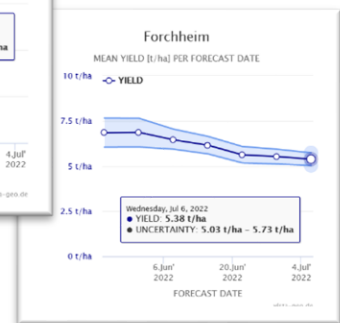 ha
4.Jul'
2022
s-geo.de
Forchheim
MEAN YIELD [t/ha] PER FORECAST DATE
10 t/ha
YIELD
7.5 t/ha
5 t/ha
2.5 t/ha
0 t/ha
Wednesday, Jul 6, 2022
● YIELD: 5.38 t/ha
● UNCERTAINTY: 5.03 t/ha – 5.73 t/ha
6.Jun' 20.Jun' 4.Jul'
2022 2022 2022
FORECAST DATE